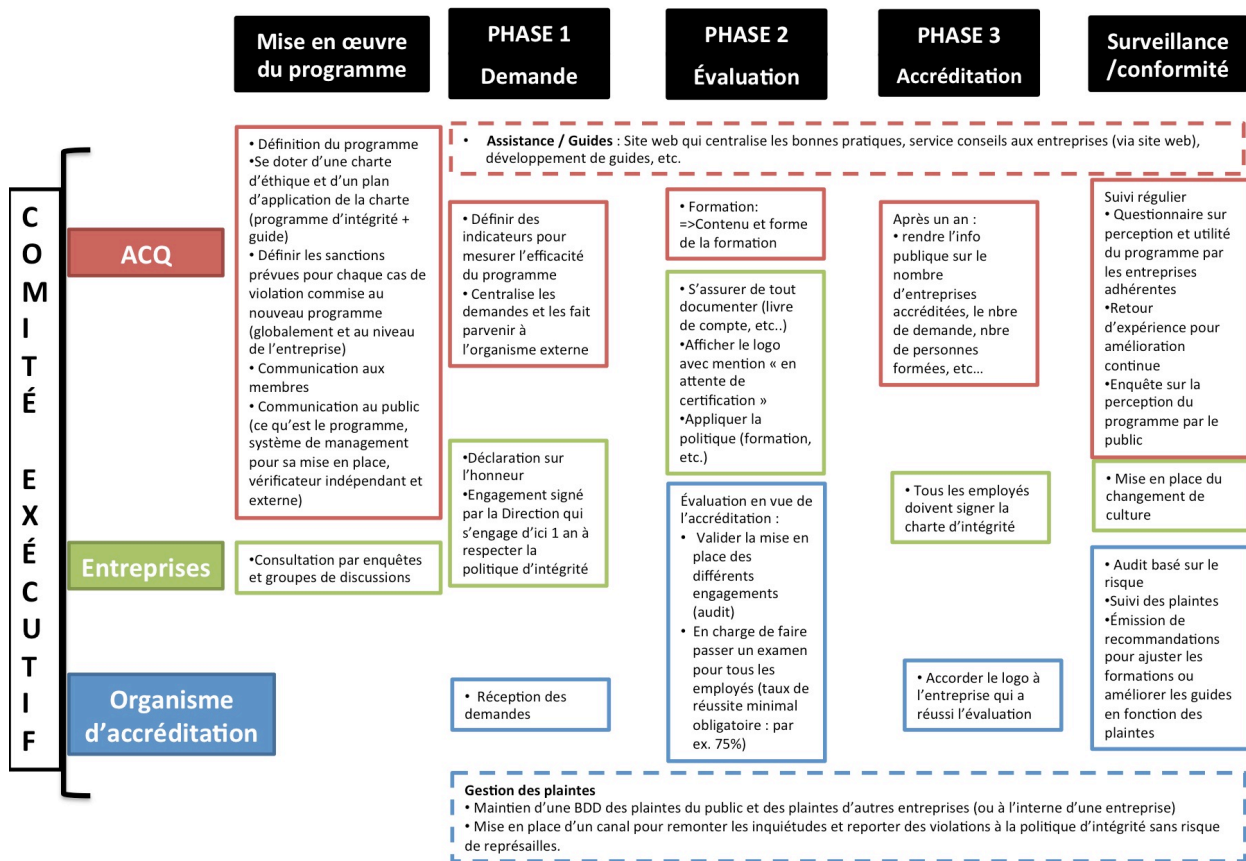 Mise en œuvre
du programme
PHASE 1
Demande
PHASE 2
Évaluation
PHASE 3
Accréditation
Surveillance
/conformité
COMITÉ EXÉCUTIF
ACQ
• Définition du programme
•Se doter d'une charte
d'éthique et d'un plan
d'application de la charte
(programme d'intégrité +
guide)
• Définir les sanctions
prévues pour chaque cas de
violation commise au
nouveau programme
(globalement et au niveau
de l'entreprise)
• Communication aux
membres
• Communication au public
(ce qu'est le programme,
système de management
pour sa mise en place,
vérificateur indépendant et
externe)
• Assistance / Guides : Site web qui centralise les bonnes pratiques, service conseils aux entreprises (via site web),
développement de guides, etc.
• Définir des
indicateurs pour
mesurer l'efficacité
du programme
• Centralise les
demandes et les fait
parvenir à
l'organisme externe
• Formation:
=>Contenu et forme
de la formation
Après un an :
• rendre l'info
publique sur le
nombre
d'entreprises
accréditées, le nbre
de demande, nbre
de personnes
formées, etc…
Suivi régulier
• Questionnaire sur
perception et utilité
du programme par
les entreprises
adhérentes
• Retour
d'expérience pour
amélioration
continue
• Enquête sur la
perception du
programme par le
public
Entreprises
•Consultation par enquêtes
et groupes de discussions
•Déclaration sur
l'honneur
•Engagement signé
par la Direction qui
s'engage d'ici 1 an à
respecter la
politique d'intégrité
• S'assurer de tout
documenter (livre
de compte, etc..)
•Afficher le logo
avec mention « en
attente de
certification »
•Appliquer la
politique (formation,
etc.)
• Tous les employés
doivent signer la
charte d'intégrité
• Mise en place du
changement de
culture
Organisme
d'accréditation
• Réception des
demandes
Évaluation en vue de
l'accréditation :
• Valider la mise en
place des
différents
engagements
(audit)
• En charge de faire
passer un examen
pour tous les
employés (taux de
réussite minimal
obligatoire : par
ex. 75%)
• Accorder le logo à
l'entreprise qui a
réussi l'évaluation
• Audit basé sur le
risque
•Suivi des plaintes
•Émission de
recommandations
pour ajuster les
formations ou
améliorer les guides
en fonction des
plaintes
Gestion des plaintes
• Maintien d'une BDD des plaintes du public et des plaintes d'autres entreprises (ou à l'interne d'une entreprise)
• Mise en place d'un canal pour remonter les inquiétudes et reporter des violations à la politique d'intégrité sans risque
de représailles.